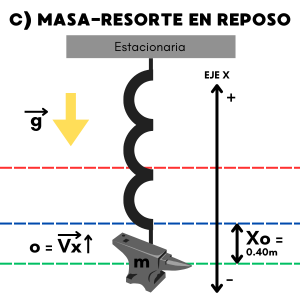 C) MASA-RESORTE EN REPOSO
Estacionaria
EJE X
+
g
o = Vx
Xo =
0.40m
m
-